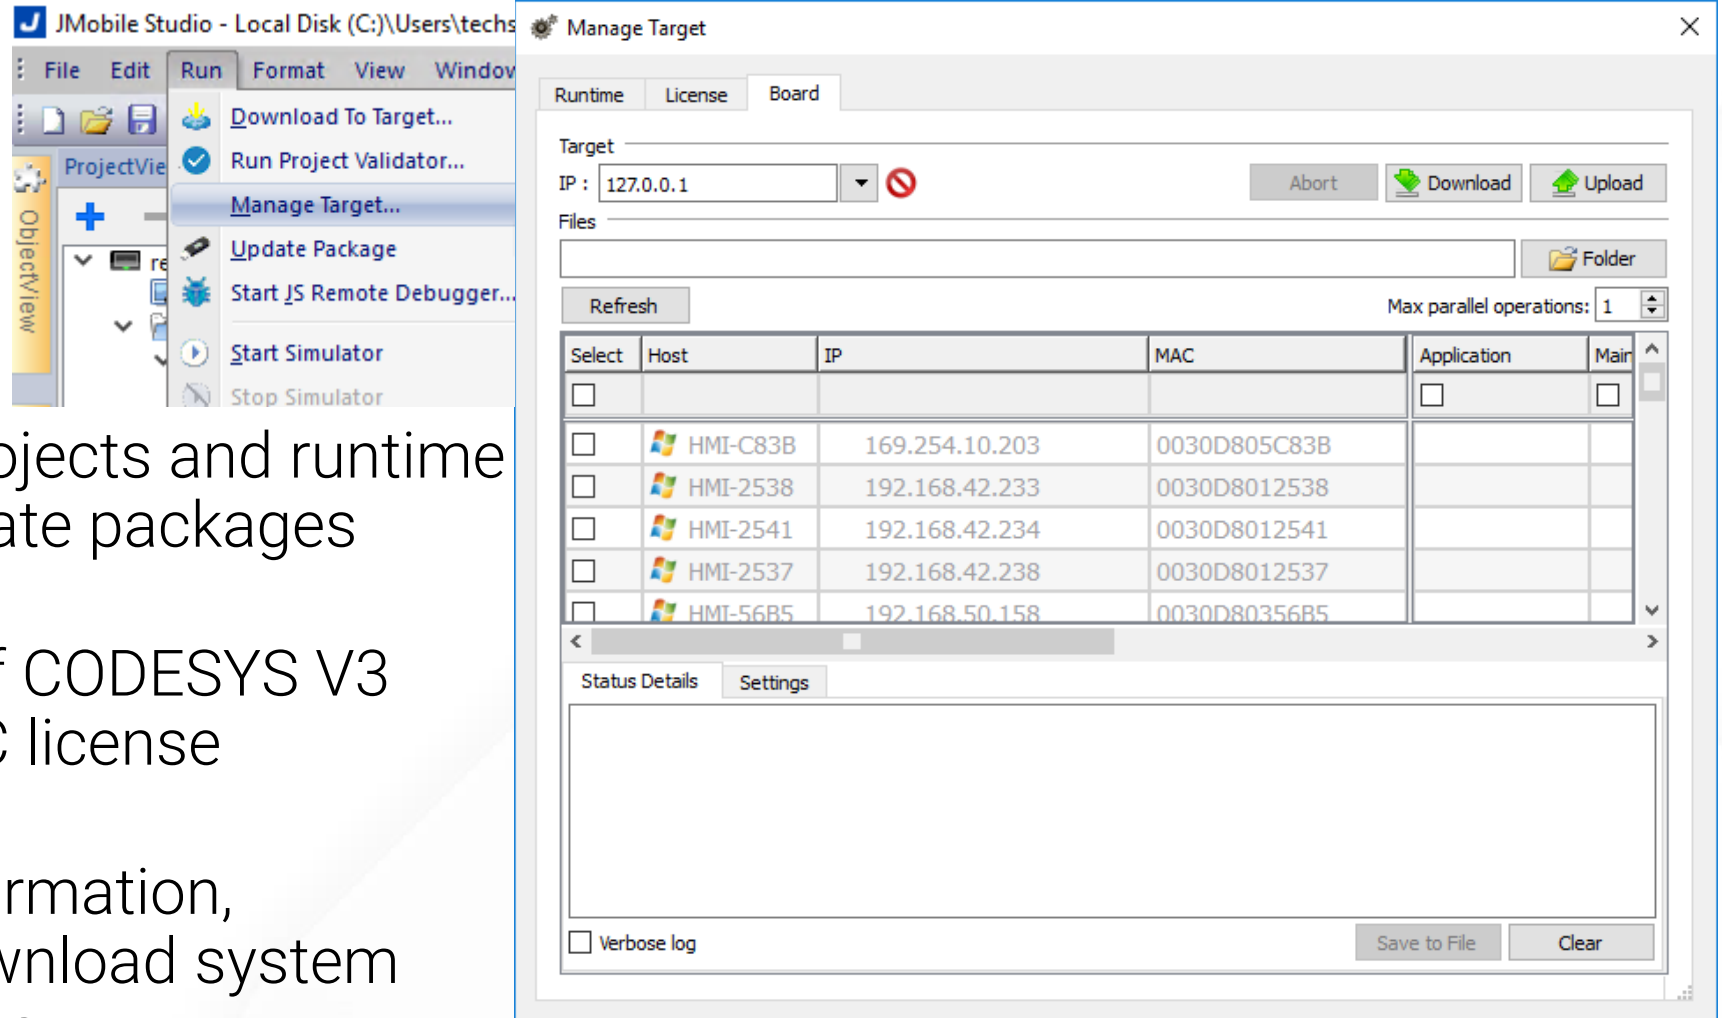 JMobile Studio - Local Disk (C:)\Users\techs
File Edit Run Format View Window
Download To Target...
ProjectVie
Run Project Validator...
Manage Target...
ObjectView
Update Package
re
Start JS Remote Debugger...
Start Simulator
Stop Simulator
ojects and runtime
ate packages
f CODESYS V3
C license
rmation,
wnload system
Manage Target
Runtime License Board
Target
IP : 127.0.0.1 Abort Download Upload
Files
Folder
Refresh Max parallel operations: 1
Select Host IP MAC Application Main
HMI-C83B 169.254.10.203 0030D805C83B
HMI-2538 192.168.42.233 0030D8012538
HMI-2541 192.168.42.234 0030D8012541
HMI-2537 192.168.42.238 0030D8012537
HMI-56B5 192.168.50.158 0030D80356B5
Status Details Settings
Verbose log Save to File Clear